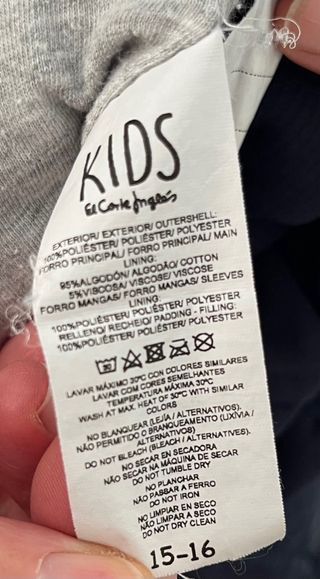 KIDS
El Corte Inglés
EXTERIOR/ EXTERIOR/ OUTERSHELL:
100%POLIÉSTER/ POLIÉSTER/ POLYESTER
FORRO PRINCIPAL/ FORRO PRINCIPAL/ MAIN
LINING:
95%ALGODÓN/ ALGODÃO/ COTTON
5%VISCOSA/ VISCOSE/ VISCOSE
FORRO MANGAS/ FORRO MANGAS/ SLEEVES
LINING:
100%POLIÉSTER/ POLIÉSTER/ POLYESTER
RELLENO/ RECHEIO/ PADDING - FILLING:
100%POLIÉSTER/ POLIÉSTER/ POLYESTER
LAVAR MÁXIMO 30ºC CON COLORES SIMILARES
LAVAR COM CORES SEMELHANTES
TEMPERATURA MÁXIMA 30ºC
WASH AT MAX. HEAT OF 30ºC WITH SIMILAR
COLORS
NO BLANQUEAR (LEJÍA / ALTERNATIVOS).
NÃO PERMITIDO O BRANQUEAMENTO (LIXÍVIA /
ALTERNATIVOS)
DO NOT BLEACH (BLEACH / ALTERNATIVES).
NO SECAR EN SECADORA
NÃO SECAR NA MÁQUINA DE SECAR
DO NOT TUMBLE DRY
NO PLANCHAR
NÃO PASSAR A FERRO
DO NOT IRON
NO LIMPIAR EN SECO
NÃO LIMPAR A SECO
DO NOT DRY CLEAN
15-16